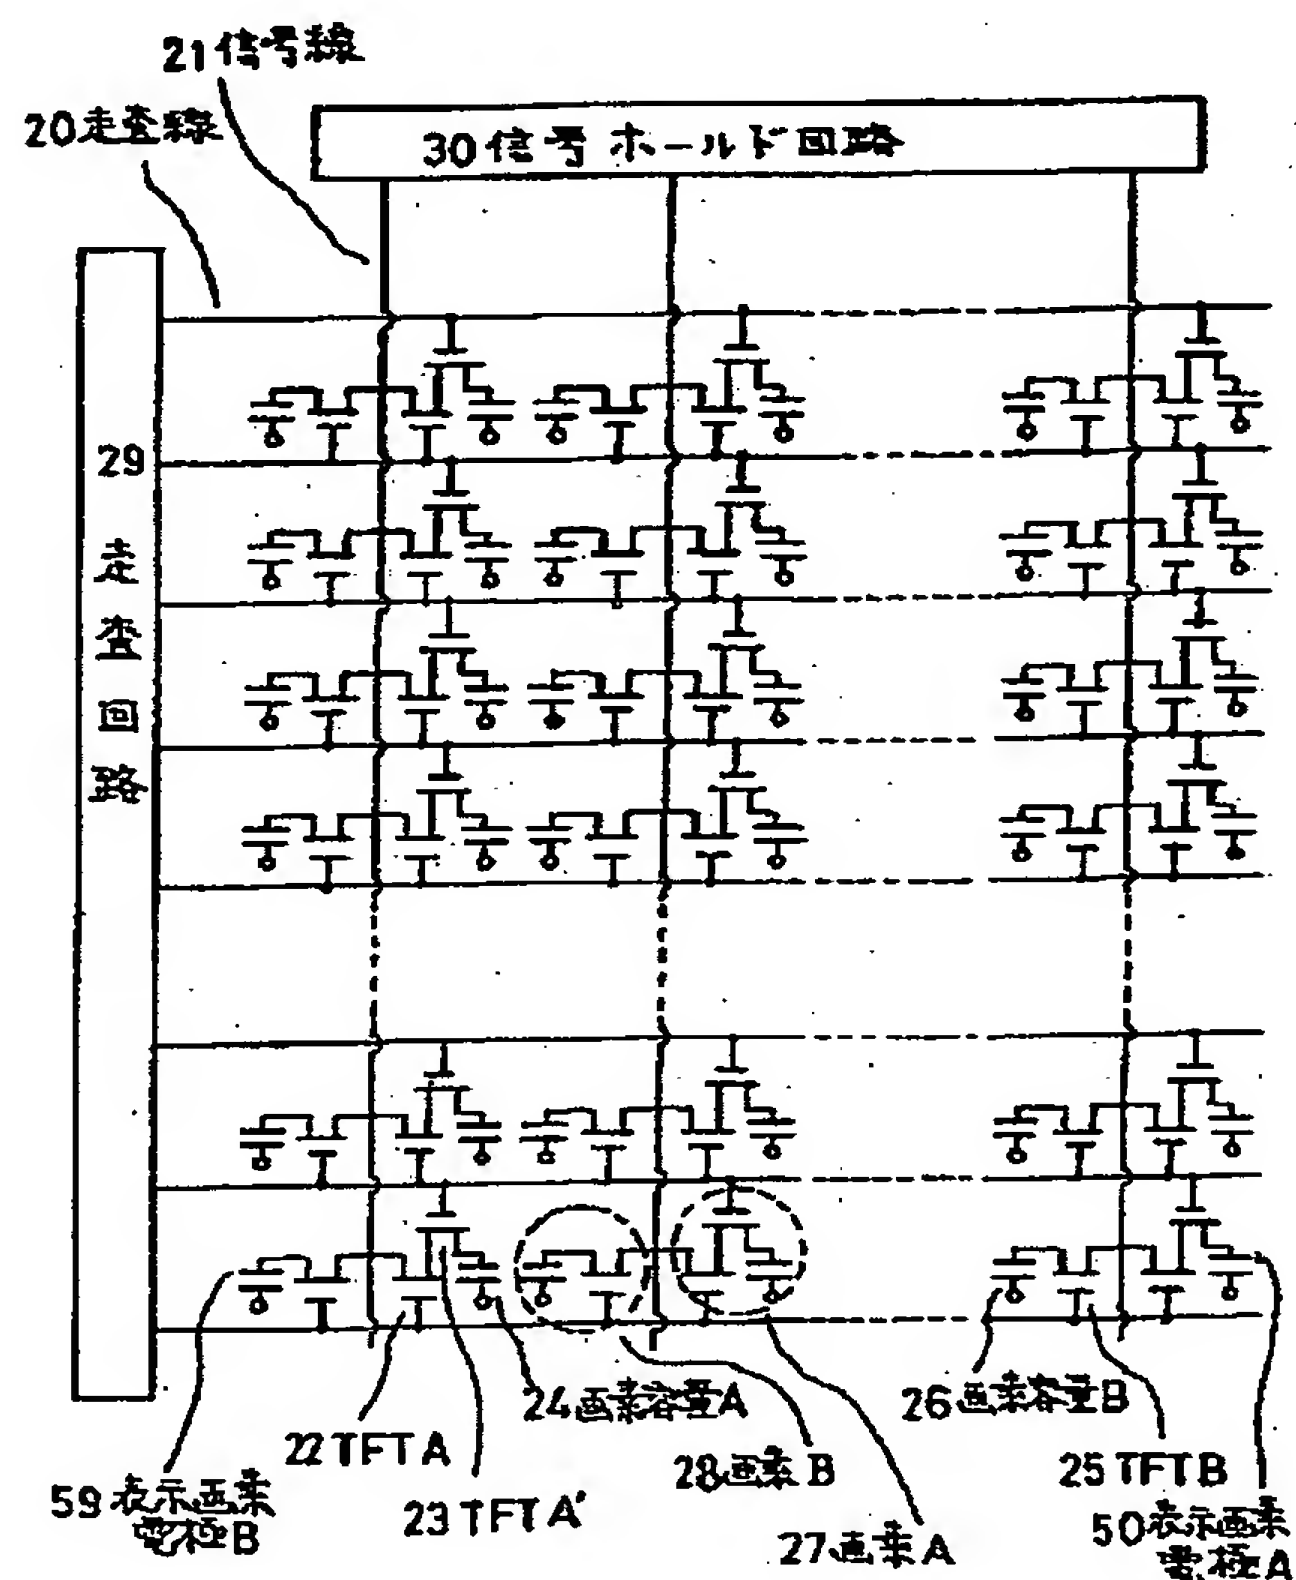 21信号線
20走査線
30信号ホールド回路
29
走
査
回
路
24画素容量A
26画素容量B
22TFTA
28画素B
25TFTB
59表示画素
電極B
23TFTA'
27画素A
50表示画素
電極A